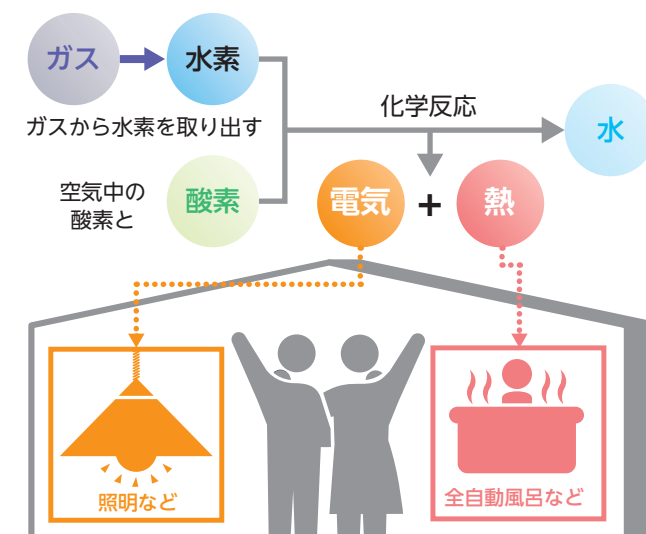 ガス
水素
ガスから水素を取り出す
化学反応
水
空気中の
酸素と
酸素
電気
+
熱
照明など
全自動風呂など